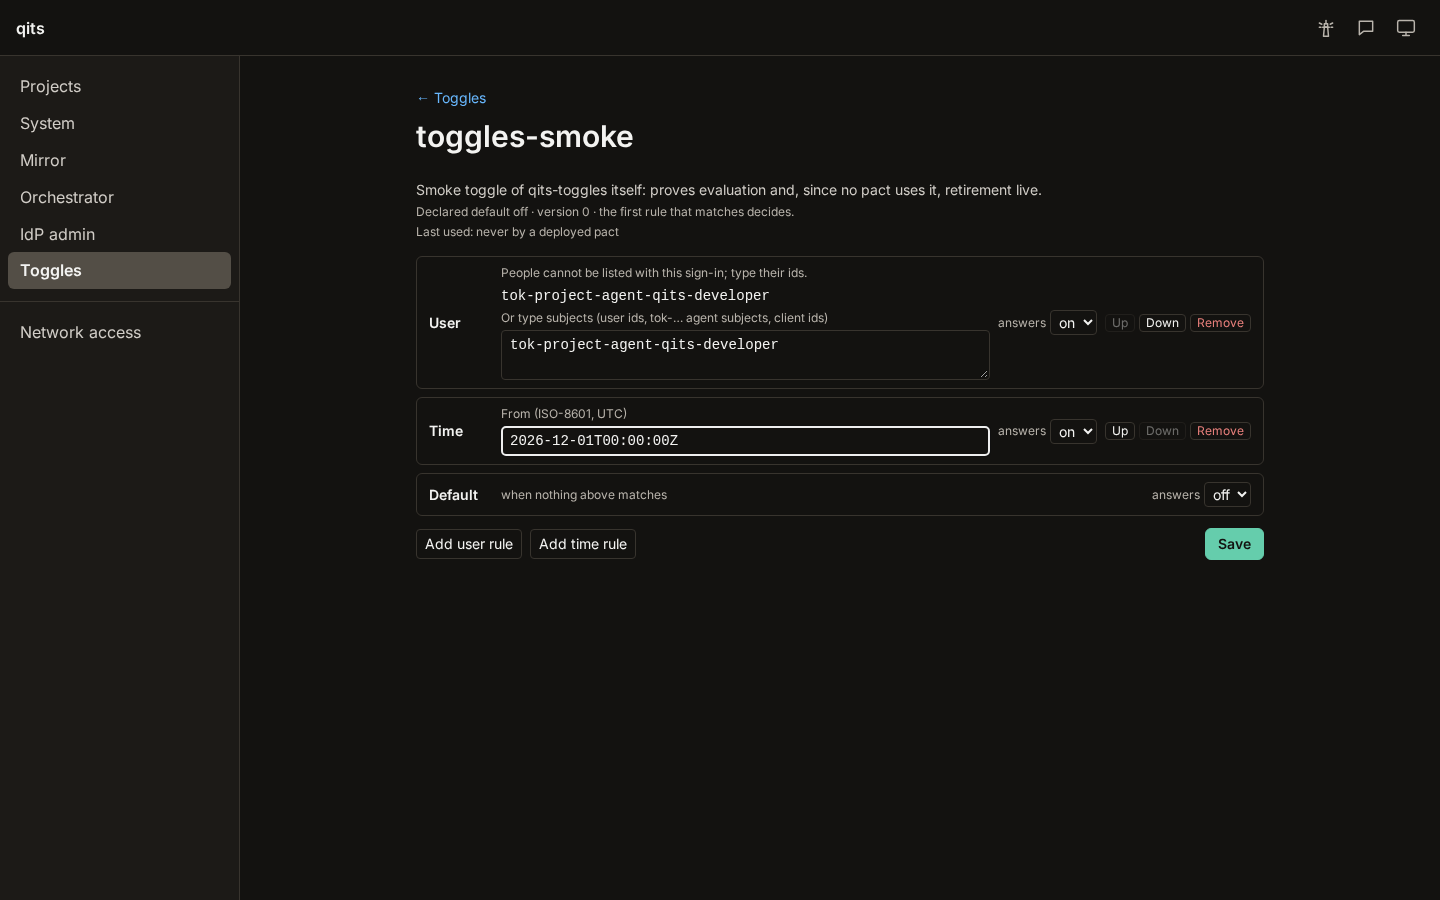 qits
Projects
System
Mirror
Orchestrator
IdP admin
Toggles
Network access
← Toggles
toggles-smoke
Smoke toggle of qits-toggles itself: proves evaluation and, since no pact uses it, retirement live.
Declared default off · version 0 · the first rule that matches decides.
Last used: never by a deployed pact
User
People cannot be listed with this sign-in; type their ids.
tok-project-agent-qits-developer
Or type subjects (user ids, tok-... agent subjects, client ids)
tok-project-agent-qits-developer
answers on Up Down Remove
Time
From (ISO-8601, UTC)
2026-12-01T00:00:00Z
answers on Up Down Remove
Default when nothing above matches answers off
Add user rule Add time rule Save